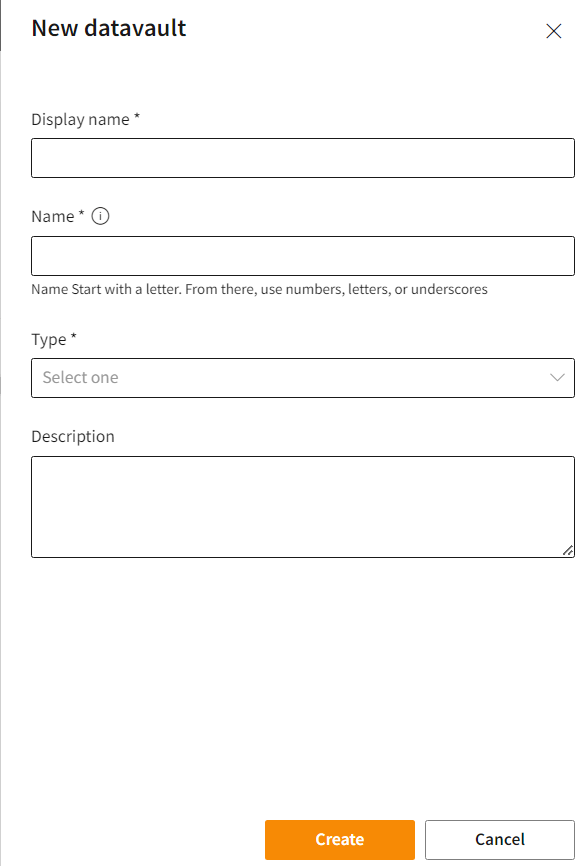 New datavault
Display name *
Name *
Name Start with a letter. From there, use numbers, letters, or underscores
Type *
Select one
Description
Create
Cancel